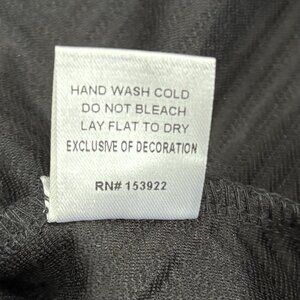 HAND WASH COLD
DO NOT BLEACH
LAY FLAT TO DRY
EXCLUSIVE OF DECORATION
RN# 153922